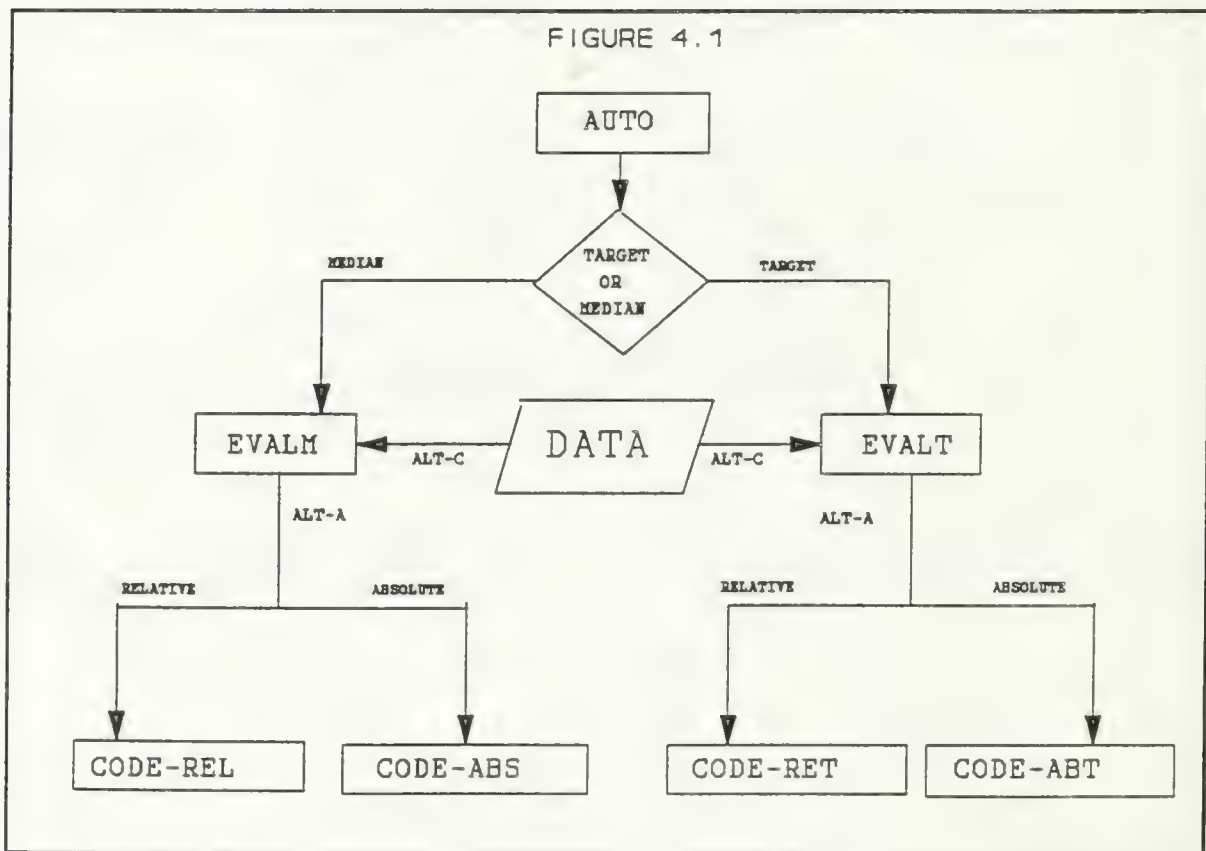 FIGURE 4.1
AUTO
TARGET
OR
MEDIAN
MEDIAN
TARGET
EVALM
DATA
EVALT
ALT-C
ALT-C
ALT-A
ALT-A
RELATIVE
ABSOLUTE
RELATIVE
ABSOLUTE
CODE-REL
CODE-ABS
CODE-RET
CODE-ABT